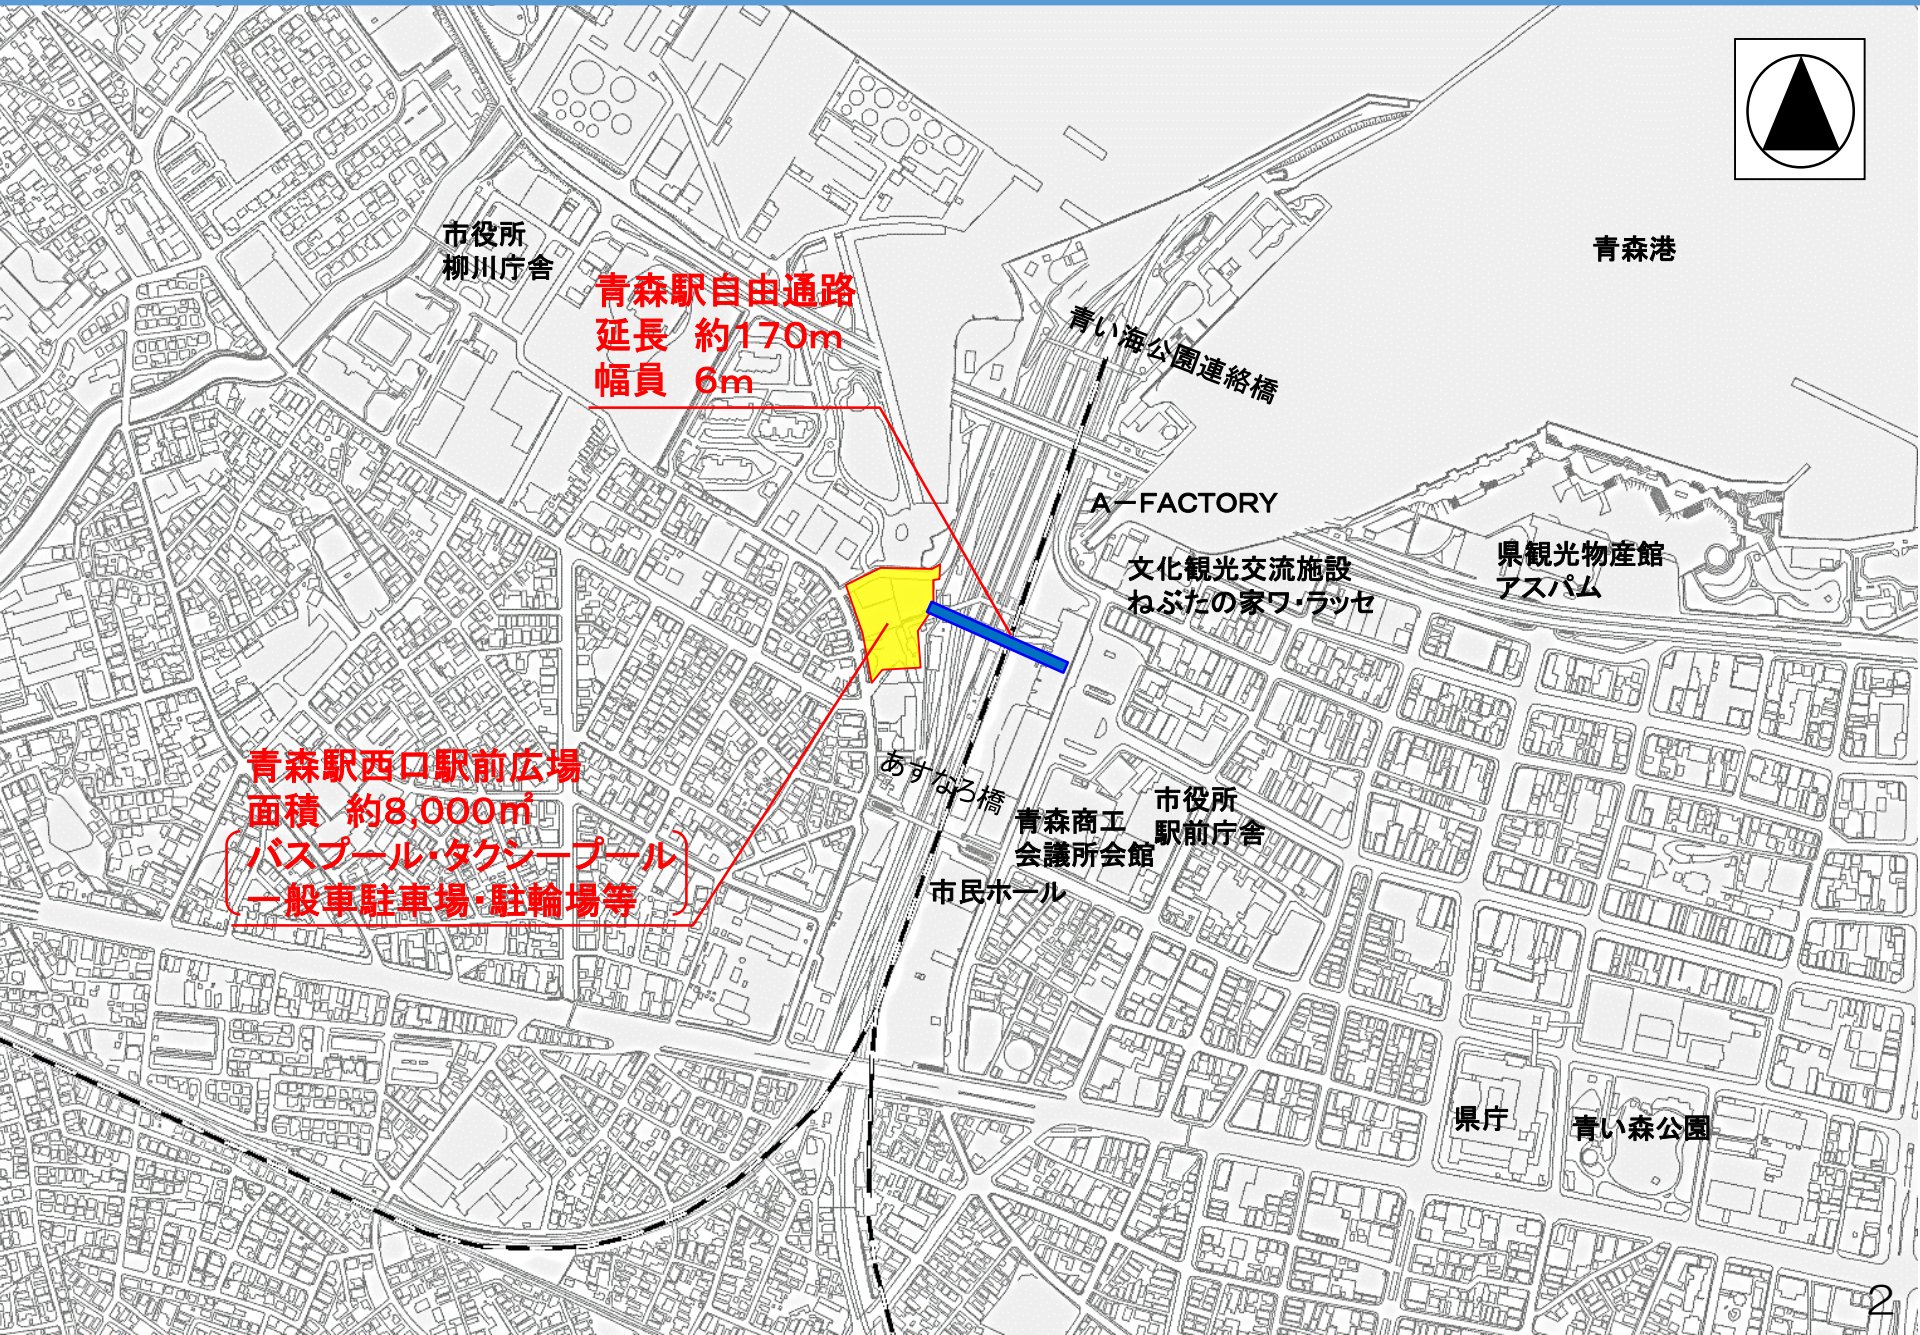 市役所
柳川庁舎
青森港
青森駅自由通路
延長　約170m
幅員　6m
青い海公園連絡橋
A－FACTORY
文化観光交流施設
ねぶたの家ワ・ラッセ
県観光物産館
アスパム
青森駅西口駅前広場
面積　約8,000㎡
バスプール・タクシープール
一般車駐車場・駐輪場等
あすなろ橋
青森商工
会議所会館
市役所
駅前庁舎
市民ホール
県庁
青い森公園
2